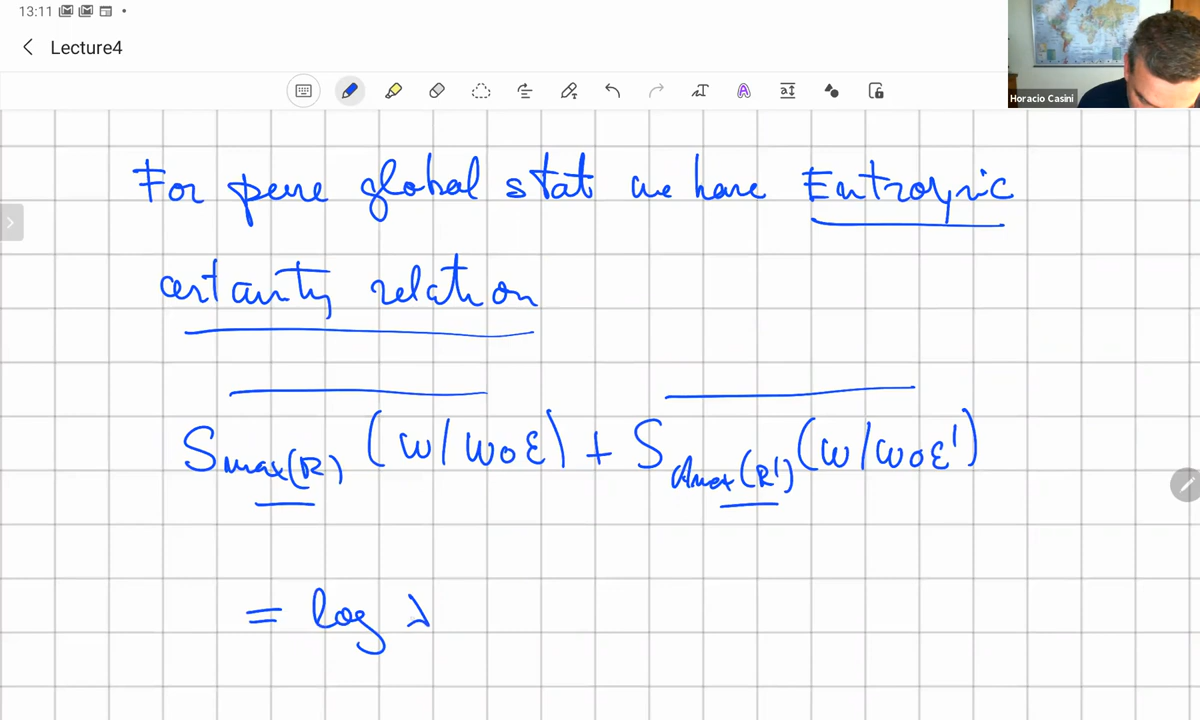 13:11
Lecture4
Horacio Casini
For pure global stat we have Entropic
certainty relation
S_max(R) (ω/ω∘ε) + S_Amax(R') (ω/ω∘ε')
= log λ